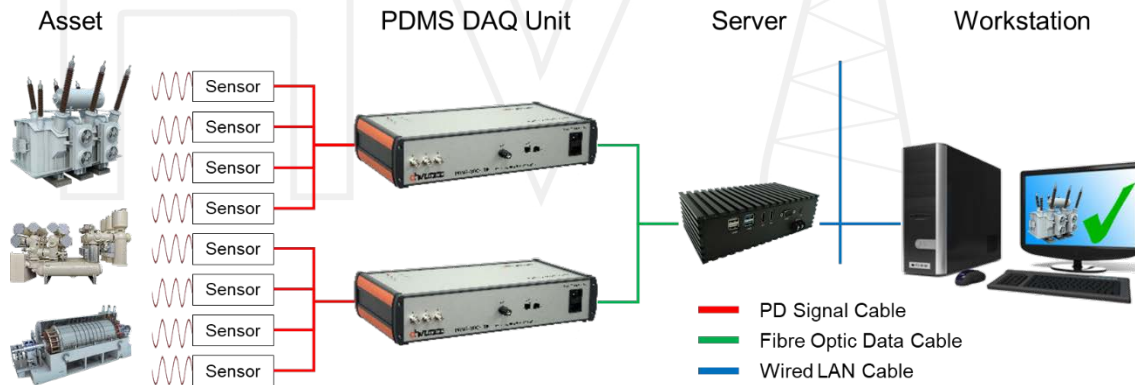 Asset
PDMS DAQ Unit
Server
Workstation
Sensor
Sensor
Sensor
Sensor
Sensor
Sensor
Sensor
Sensor
PD Signal Cable
Fibre Optic Data Cable
Wired LAN Cable